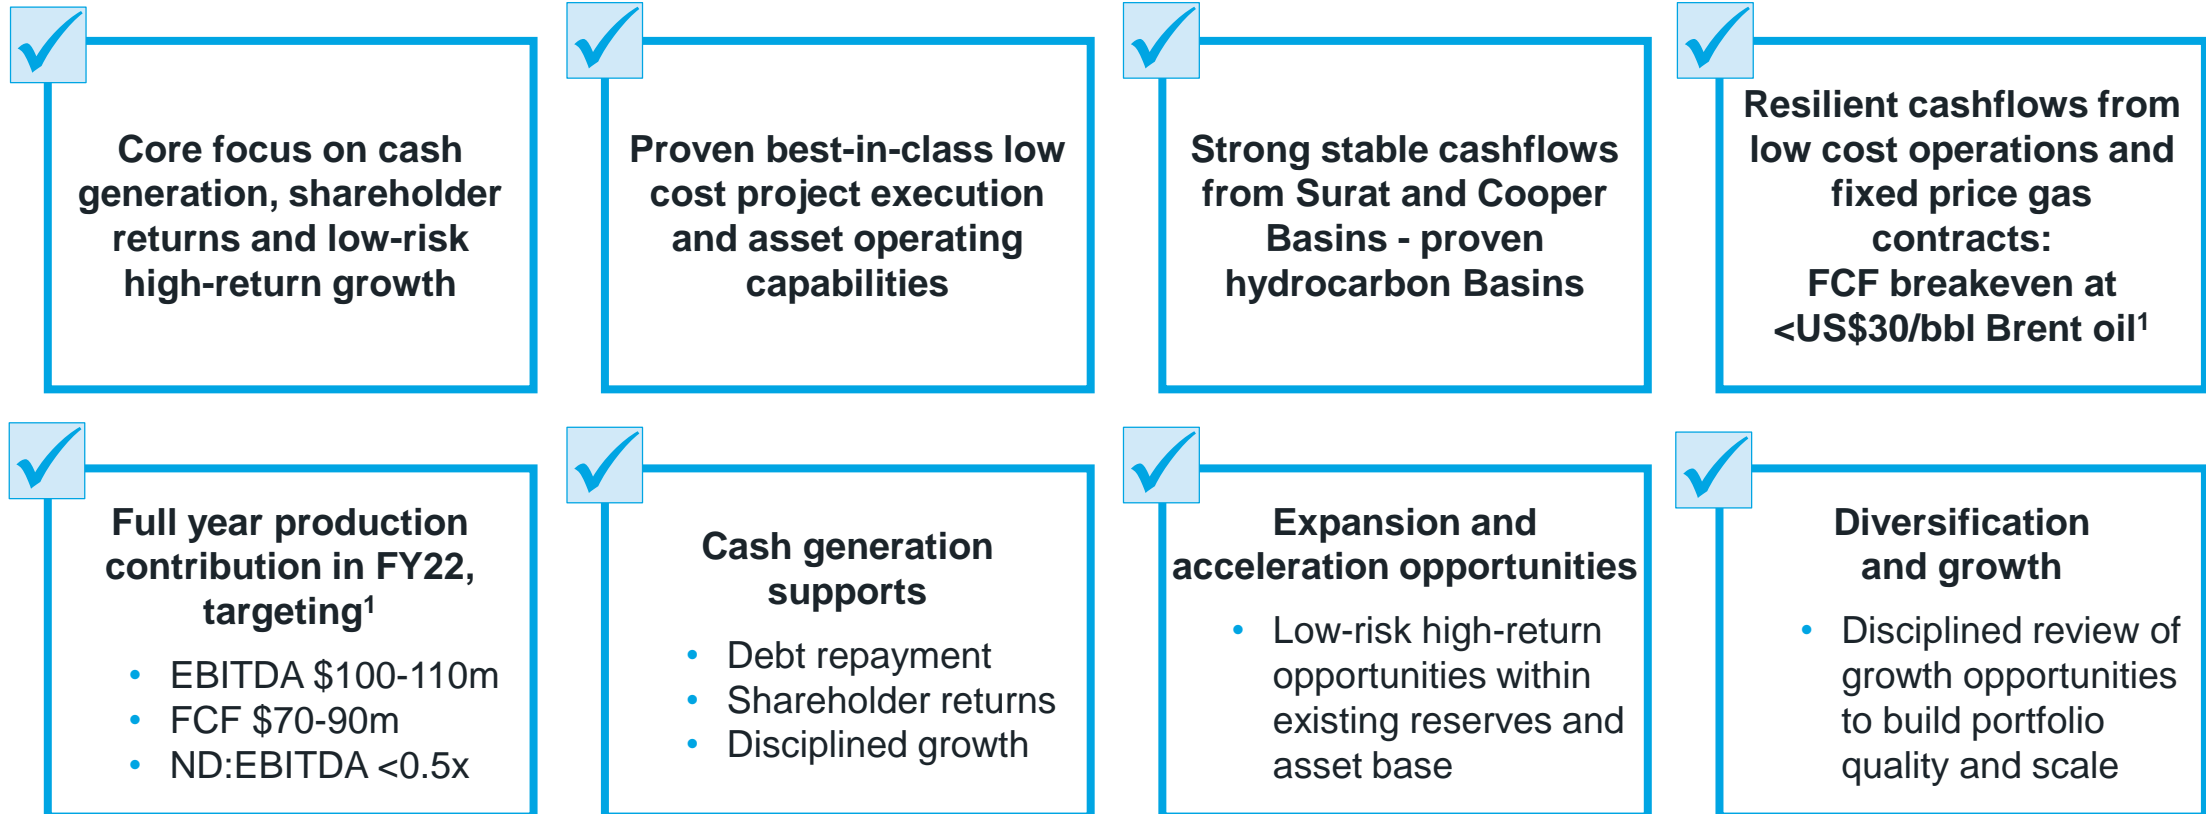 Core focus on cash
generation, shareholder
returns and low-risk
high-return growth
Proven best-in-class low
cost project execution
and asset operating
capabilities
Strong stable cashflows
from Surat and Cooper
Basins - proven
hydrocarbon Basins
Resilient cashflows from
low cost operations and
fixed price gas
contracts:
FCF breakeven at
<US$30/bbl Brent oil¹
Full year production
contribution in FY22,
targeting¹
• EBITDA $100-110m
• FCF $70-90m
• ND:EBITDA <0.5x
Cash generation
supports
• Debt repayment
• Shareholder returns
• Disciplined growth
Expansion and
acceleration opportunities
• Low-risk high-return
opportunities within
existing reserves and
asset base
Diversification
and growth
• Disciplined review of
growth opportunities
to build portfolio
quality and scale